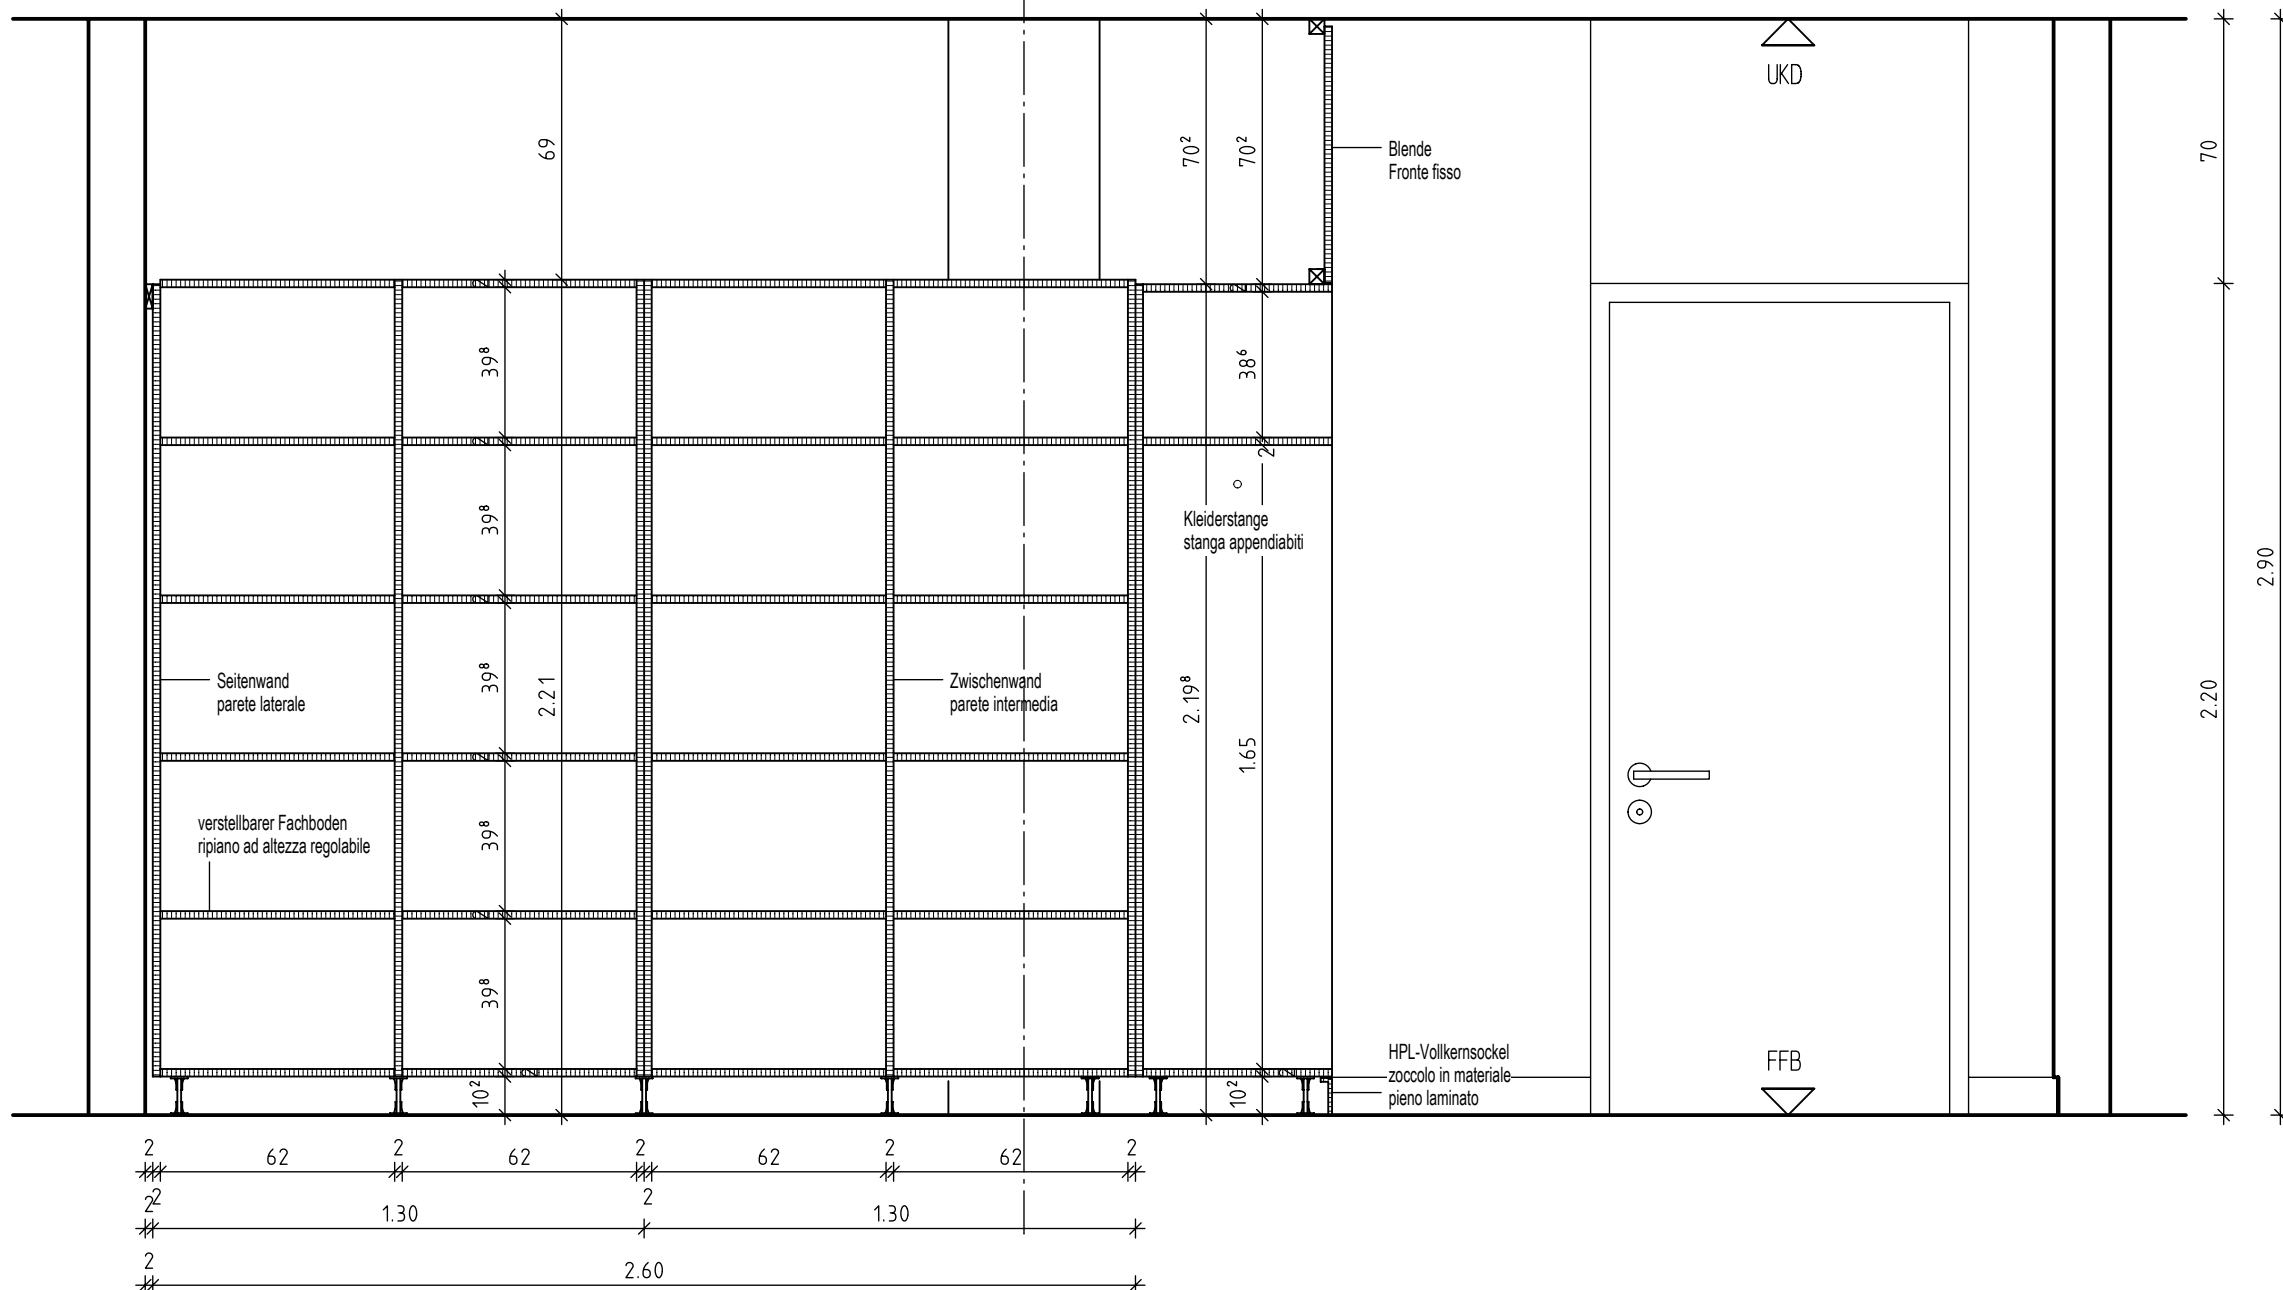 UKD
69
70²
70²
70
Blende
Fronte fisso
39⁸
38⁶
2
39⁸
Kleiderstange
stanga appendiabiti
2.90
39⁸
2.21
2.19⁸
2.20
Seitenwand
parete laterale
Zwischenwand
parete intermedia
1.65
verstellbarer Fachboden
ripiano ad altezza regolabile
39⁸
39⁸
HPL-Vollkernsockel
zoccolo in materiale
pieno laminato
FFB
10²
10²
2 62 2 62 2 62 2 62 2
2 2 1.30 2 1.30
2 2.60